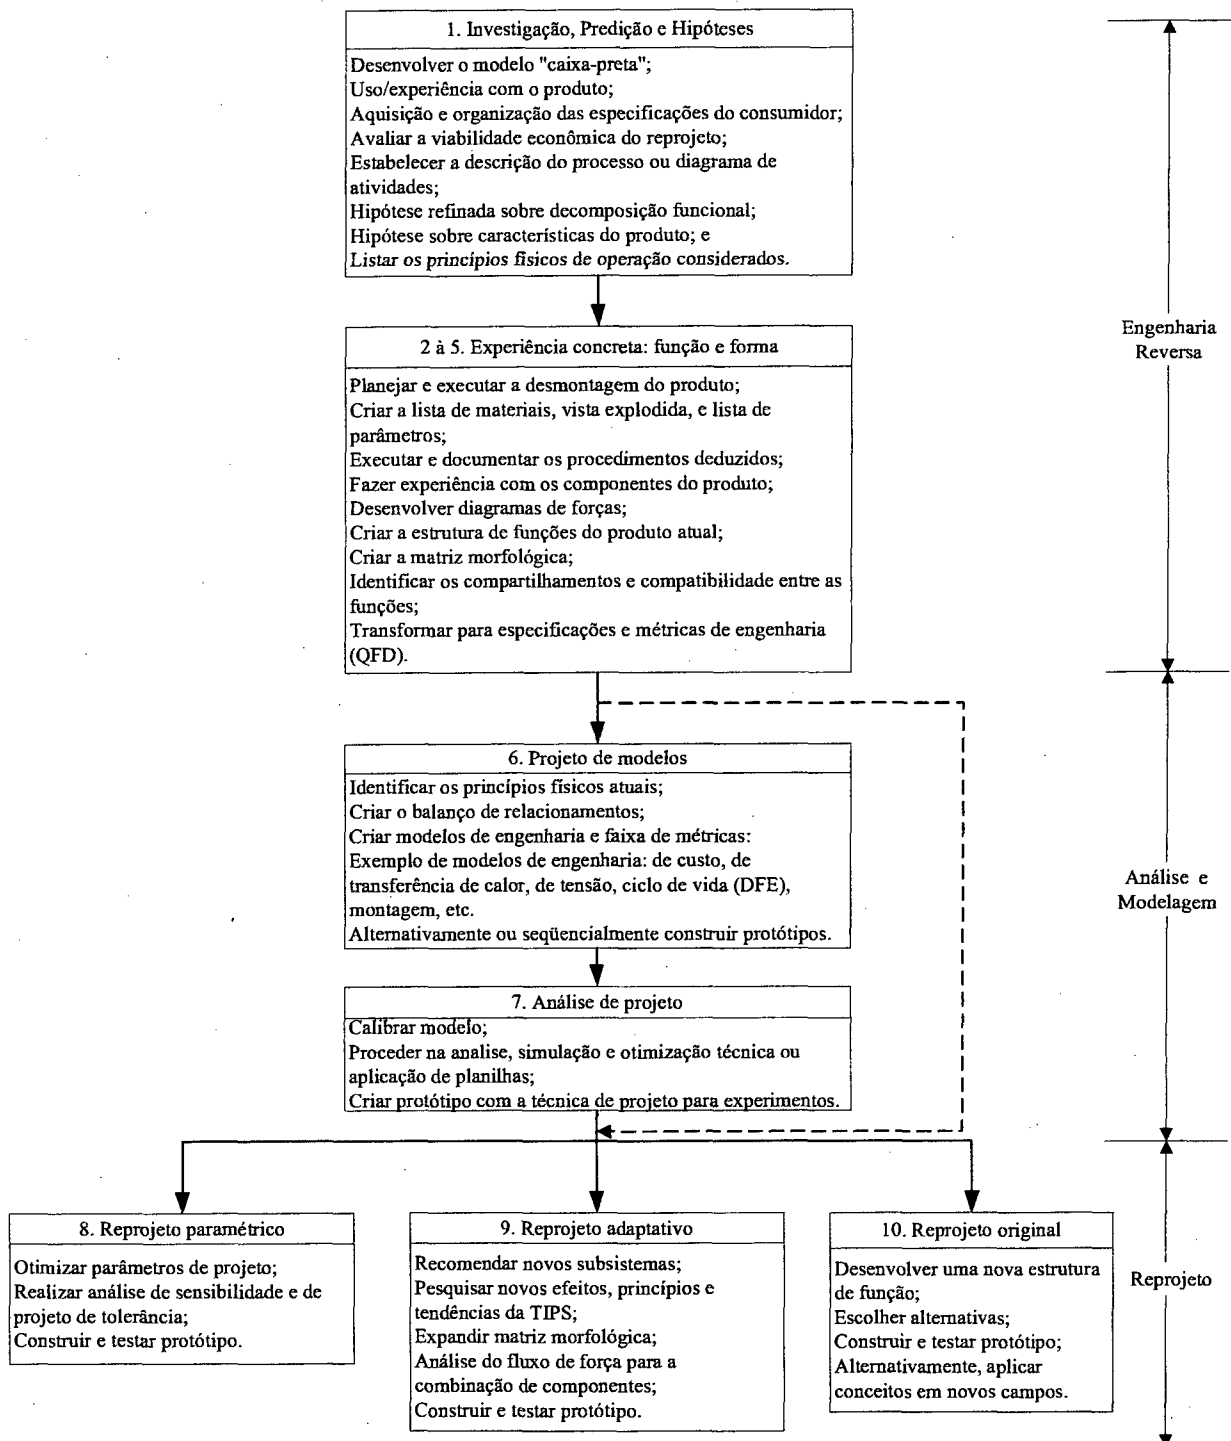 1. Investigação, Predição e Hipóteses
Desenvolver o modelo "caixa-preta";
Uso/experiência com o produto;
Aquisição e organização das especificações do consumidor;
Avaliar a viabilidade econômica do reprojeto;
Estabelecer a descrição do processo ou diagrama de
atividades;
Hipótese refinada sobre decomposição funcional;
Hipótese sobre características do produto; e
Listar os princípios físicos de operação considerados.
Engenharia
Reversa
2 à 5. Experiência concreta: função e forma
Planejar e executar a desmontagem do produto;
Criar a lista de materiais, vista explodida, e lista de
parâmetros;
Executar e documentar os procedimentos deduzidos;
Fazer experiência com os componentes do produto;
Desenvolver diagramas de forças;
Criar a estrutura de funções do produto atual;
Criar a matriz morfológica;
Identificar os compartilhamentos e compatibilidade entre as
funções;
Transformar para especificações e métricas de engenharia
(QFD).
6. Projeto de modelos
Identificar os princípios físicos atuais;
Criar o balanço de relacionamentos;
Criar modelos de engenharia e faixa de métricas:
Exemplo de modelos de engenharia: de custo, de
transferência de calor, de tensão, ciclo de vida (DFE),
montagem, etc.
Alternativamente ou seqüencialmente construir protótipos.
Análise e
Modelagem
7. Análise de projeto
Calibrar modelo;
Proceder na analise, simulação e otimização técnica ou
aplicação de planilhas;
Criar protótipo com a técnica de projeto para experimentos.
8. Reprojeto paramétrico
Otimizar parâmetros de projeto;
Realizar análise de sensibilidade e de
projeto de tolerância;
Construir e testar protótipo.
9. Reprojeto adaptativo
Recomendar novos subsistemas;
Pesquisar novos efeitos, princípios e
tendências da TIPS;
Expandir matriz morfológica;
Análise do fluxo de força para a
combinação de componentes;
Construir e testar protótipo.
10. Reprojeto original
Desenvolver uma nova estrutura
de função;
Escolher alternativas;
Construir e testar protótipo;
Alternativamente, aplicar
conceitos em novos campos.
Reprojeto